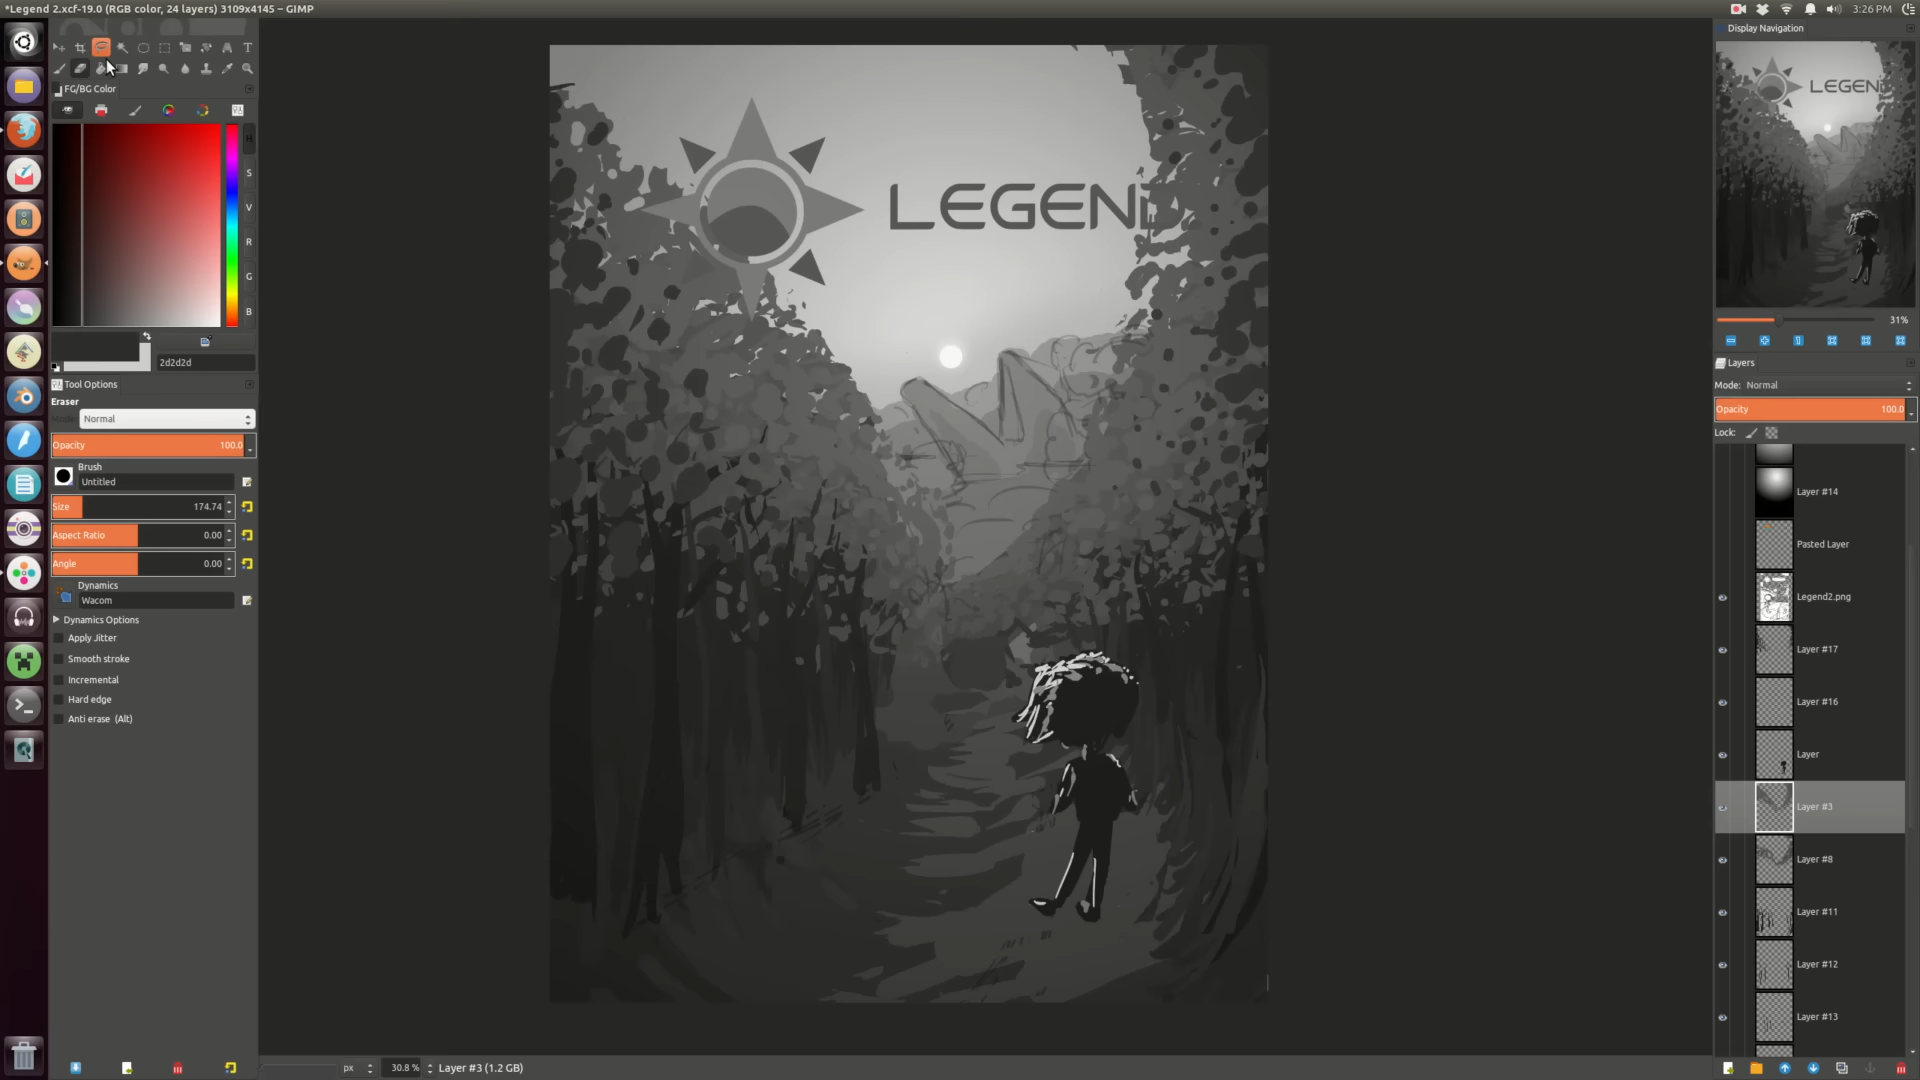 *Legend 2.xcf-19.0 (RGB color, 24 layers) 3109x4145 – GIMP
3:26 PM
Display Navigation
FG/BG Color
H
S
V
R
G
B
2d2d2d
Tool Options
Eraser
Mode: Normal
Opacity 100.0
Brush
Untitled
Size 174.74
Aspect Ratio 0.00
Angle 0.00
Dynamics
Wacom
Dynamics Options
Apply Jitter
Smooth stroke
Incremental
Hard edge
Anti erase (Alt)
LEGEND
LEGEND
31%
Layers
Mode: Normal
Opacity 100.0
Lock:
Layer #14
Pasted Layer
Legend2.png
Layer #17
Layer #16
Layer
Layer #3
Layer #8
Layer #11
Layer #12
Layer #13
px 30.8 % Layer #3 (1.2 GB)